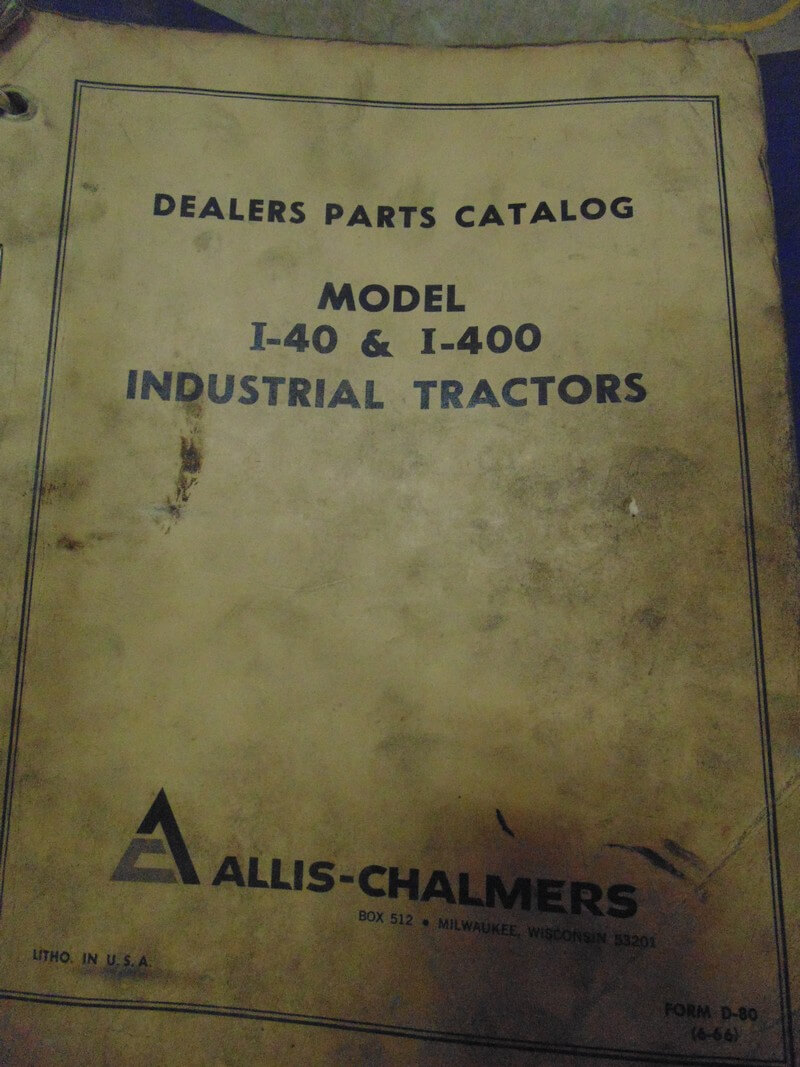 DEALERS PARTS CATALOG
MODEL
I-40 & I-400
INDUSTRIAL TRACTORS
ALLIS-CHALMERS
BOX 512 • MILWAUKEE, WISCONSIN 53201
LITHO. IN U.S.A.
FORM D-80
(6-66)